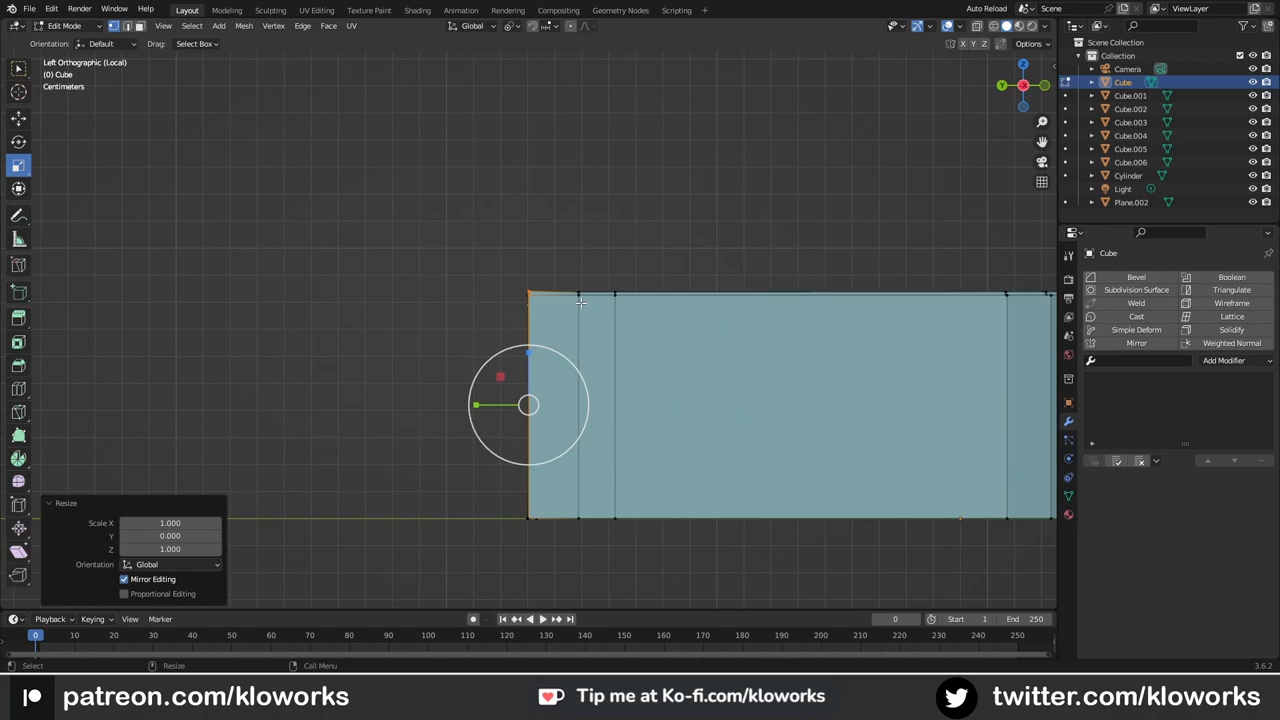 File Edit Render Window Help Layout Modeling Sculpting UV Editing Texture Paint Shading Animation Rendering Compositing Geometry Nodes Scripting + Auto Reload Scene ViewLayer
Edit Mode View Select Add Mesh Vertex Edge Face UV Global
Orientation: Default Drag: Select Box X Y Z Options
Left Orthographic (Local)
(0) Cube
Centimeters
Z
Y
X
Scene Collection
Collection
Camera
Cube
Cube.001
Cube.002
Cube.003
Cube.004
Cube.005
Cube.006
Cylinder
Light
Plane.002
Cube
Bevel Boolean
Subdivision Surface Triangulate
Weld Wireframe
Cast Lattice
Simple Deform Solidify
Mirror Weighted Normal
Add Modifier
Resize
Scale X 1.000
Y 0.000
Z 1.000
Orientation Global
Mirror Editing
Proportional Editing
Playback Keying View Marker 0 Start 1 End 250
0 10 20 30 40 50 60 70 80 90 100 110 120 130 140 150 160 170 180 190 200 210 220 230 240 250
Select Resize Call Menu 3.6.2
patreon.com/kloworks Tip me at Ko-fi.com/kloworks twitter.com/kloworks